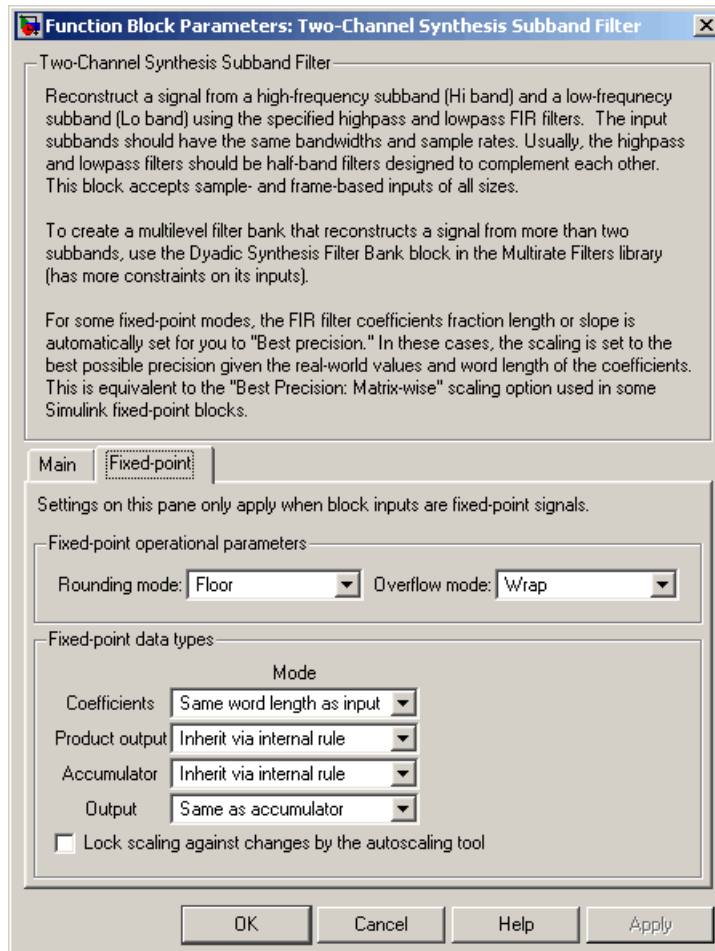 Function Block Parameters: Two-Channel Synthesis Subband Filter
Two-Channel Synthesis Subband Filter
Reconstruct a signal from a high-frequency subband (Hi band) and a low-frequnecy
subband (Lo band) using the specified highpass and lowpass FIR filters.  The input
subbands should have the same bandwidths and sample rates. Usually, the highpass
and lowpass filters should be half-band filters designed to complement each other.
This block accepts sample- and frame-based inputs of all sizes.
To create a multilevel filter bank that reconstructs a signal from more than two
subbands, use the Dyadic Synthesis Filter Bank block in the Multirate Filters library
(has more constraints on its inputs).
For some fixed-point modes, the FIR filter coefficients fraction length or slope is
automatically set for you to "Best precision." In these cases, the scaling is set to the
best possible precision given the real-world values and word length of the coefficients.
This is equivalent to the "Best Precision: Matrix-wise" scaling option used in some
Simulink fixed-point blocks.
Main Fixed-point
Settings on this pane only apply when block inputs are fixed-point signals.
Fixed-point operational parameters
Rounding mode: Floor Overflow mode: Wrap
Fixed-point data types
Mode
Coefficients Same word length as input
Product output Inherit via internal rule
Accumulator Inherit via internal rule
Output Same as accumulator
Lock scaling against changes by the autoscaling tool
OK Cancel Help Apply